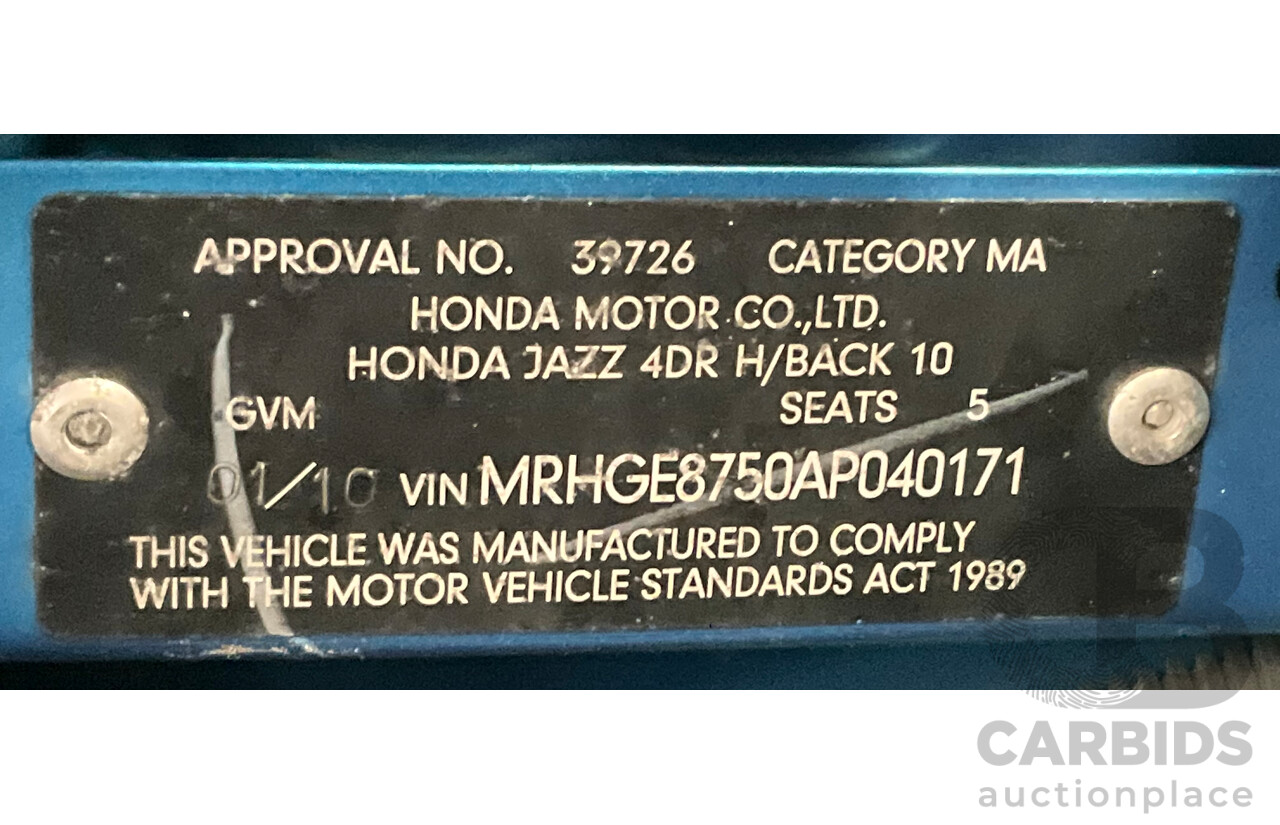 APPROVAL NO. 39726 CATEGORY MA
HONDA MOTOR CO.,LTD.
HONDA JAZZ 4DR H/BACK 10
GVM SEATS 5
01/10 VIN MRHGE8750AP040171
THIS VEHICLE WAS MANUFACTURED TO COMPLY
WITH THE MOTOR VEHICLE STANDARDS ACT 1989
CARBIDS
auctionplace